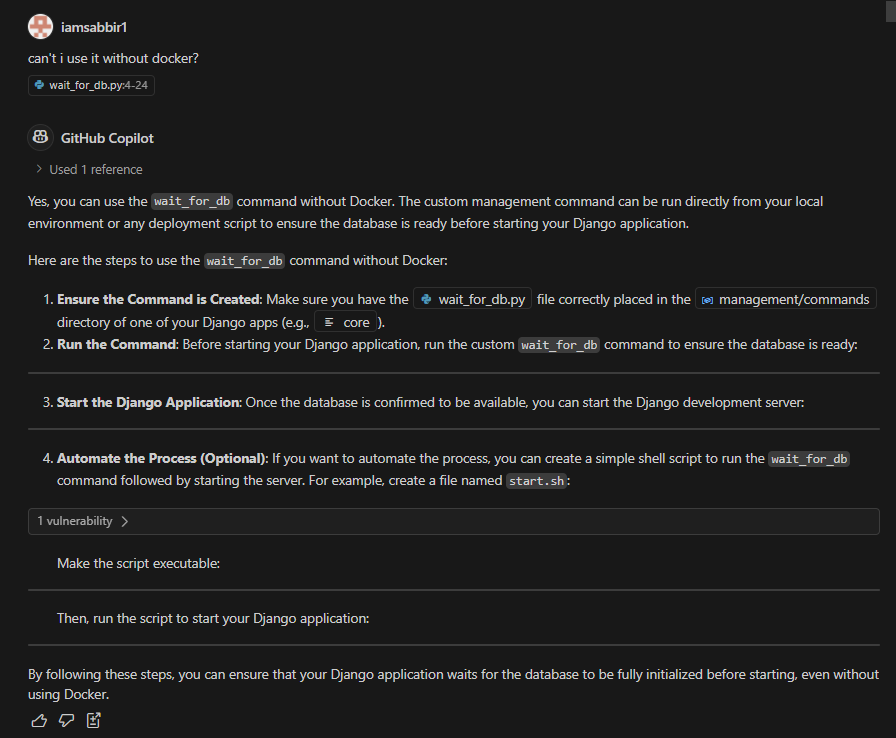 iamsabbir1
can't i use it without docker?
wait_for_db.py:4-24
GitHub Copilot
Used 1 reference
Yes, you can use the wait_for_db command without Docker. The custom management command can be run directly from your local
environment or any deployment script to ensure the database is ready before starting your Django application.
Here are the steps to use the wait_for_db command without Docker:
1. Ensure the Command is Created: Make sure you have the wait_for_db.py file correctly placed in the management/commands
directory of one of your Django apps (e.g., core ).
2. Run the Command: Before starting your Django application, run the custom wait_for_db command to ensure the database is ready:
3. Start the Django Application: Once the database is confirmed to be available, you can start the Django development server:
4. Automate the Process (Optional): If you want to automate the process, you can create a simple shell script to run the wait_for_db
command followed by starting the server. For example, create a file named start.sh:
1 vulnerability
Make the script executable:
Then, run the script to start your Django application:
By following these steps, you can ensure that your Django application waits for the database to be fully initialized before starting, even without
using Docker.